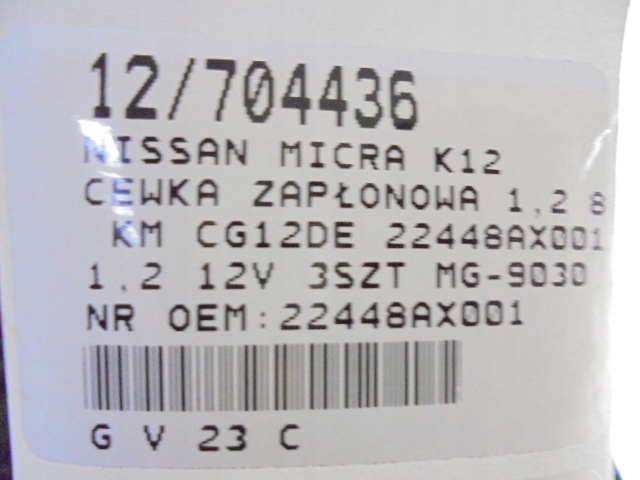 12/704436
NISSAN MICRA K12
CEWKA ZAPŁONOWA 1,2 8
KM CG12DE 22448AX001
1,2 12V 3SZT MG-9030
NR OEM:22448AX001
G V 23 C